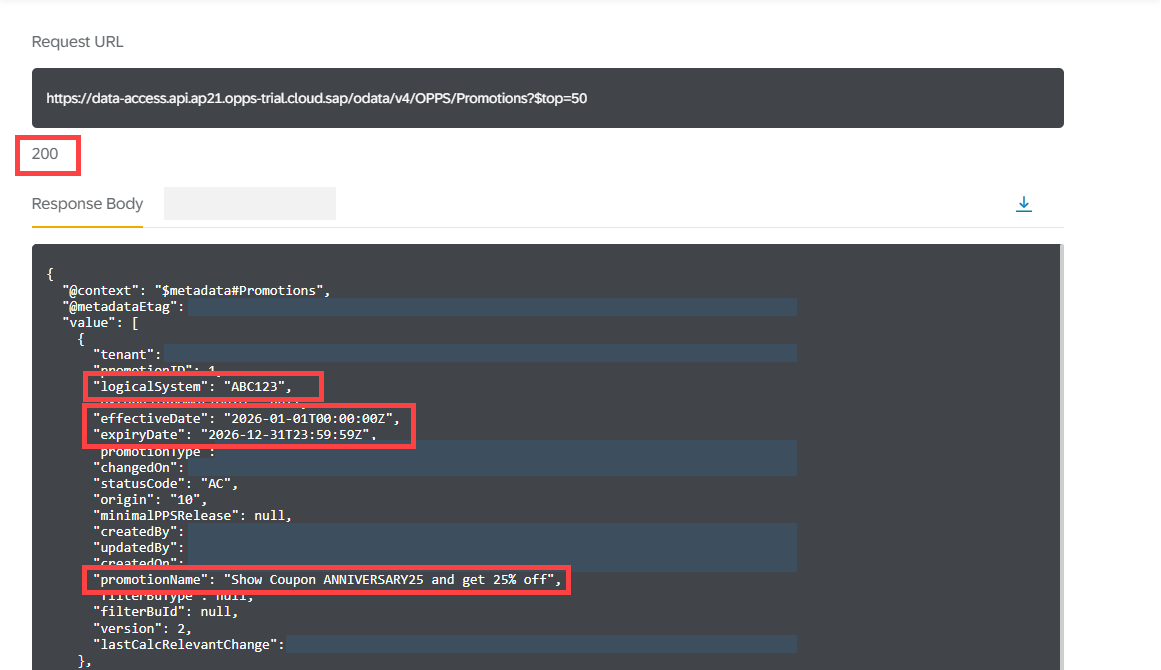 Request URL
https://data-access.api.ap21.opps-trial.cloud.sap/odata/v4/OPPS/Promotions?$top=50
200
Response Body
{
"@context": "$metadata#Promotions",
"@metadataEtag":
"value": [
{
"tenant":
"promotionID": 1,
"logicalSystem": "ABC123",
"effectiveDate": "2026-01-01T00:00:00Z",
"expiryDate": "2026-12-31T23:59:59Z",
"promotionType":
"changedOn":
"statusCode": "AC",
"origin": "10",
"minimalPPSRelease": null,
"createdBy":
"updatedBy":
"createdOn":
"promotionName": "Show Coupon ANNIVERSARY25 and get 25% off",
"filterBuType": null,
"filterBuId": null,
"version": 2,
"lastCalcRelevantChange":
},